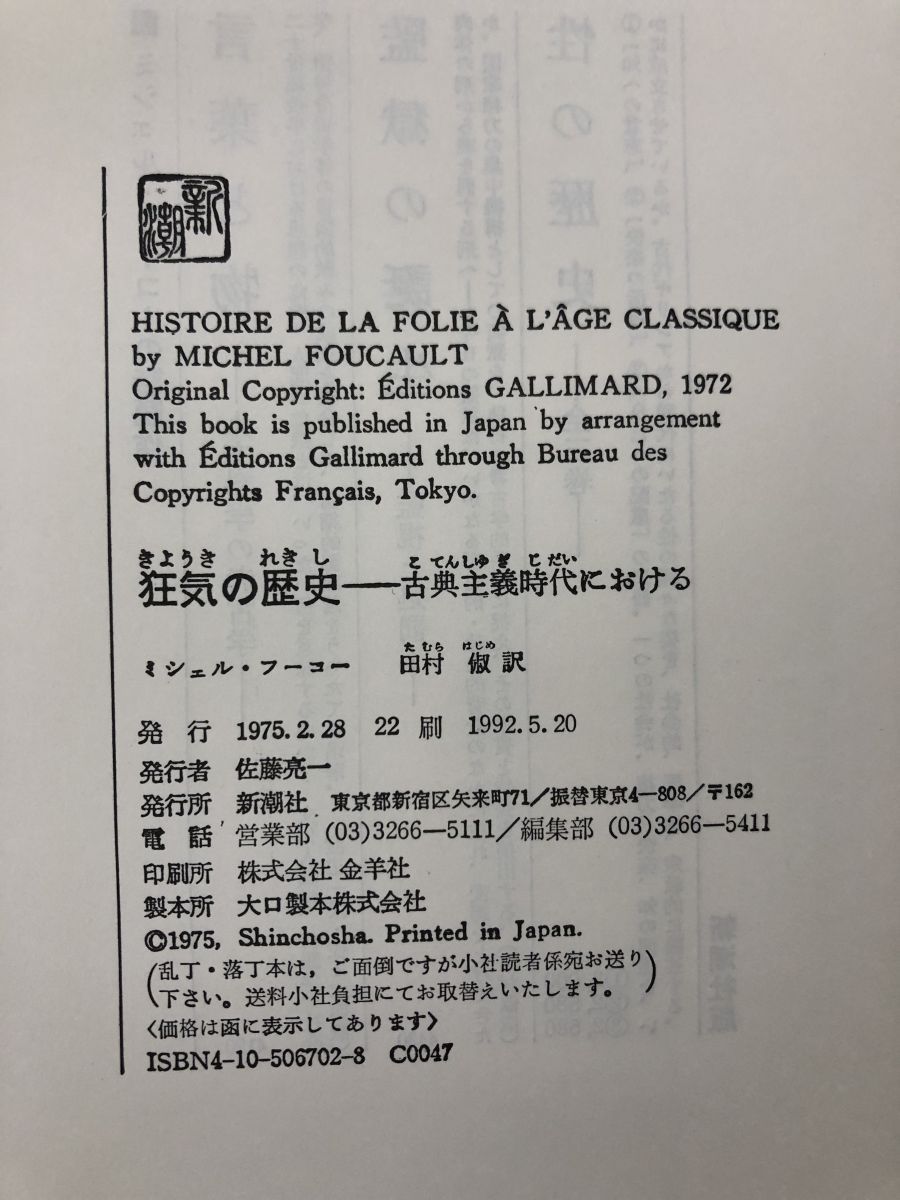 新潮
HISTOIRE DE LA FOLIE À L'ÂGE CLASSIQUE
by MICHEL FOUCAULT
Original Copyright: Éditions GALLIMARD, 1972
This book is published in Japan by arrangement
with Éditions Gallimard through Bureau des
Copyrights Français, Tokyo.
きょうき れきし こてんしゅぎじだい
狂気の歴史——古典主義時代における
たむら はじめ
ミシェル・フーコー 田村 俶 訳
発行 1975.2.28 22刷 1992.5.20
発行者 佐藤亮一
発行所 新潮社 東京都新宿区矢来町71/振替東京4—808/〒162
電話 営業部 (03)3266—5111/編集部 (03)3266—5411
印刷所 株式会社 金羊社
製本所 大口製本株式会社
©1975, Shinchosha. Printed in Japan.
(乱丁・落丁本は,ご面倒ですが小社読者係宛お送り
下さい。送料小社負担にてお取替えいたします。)
〈価格は函に表示してあります〉
ISBN4-10-506702-8 C0047